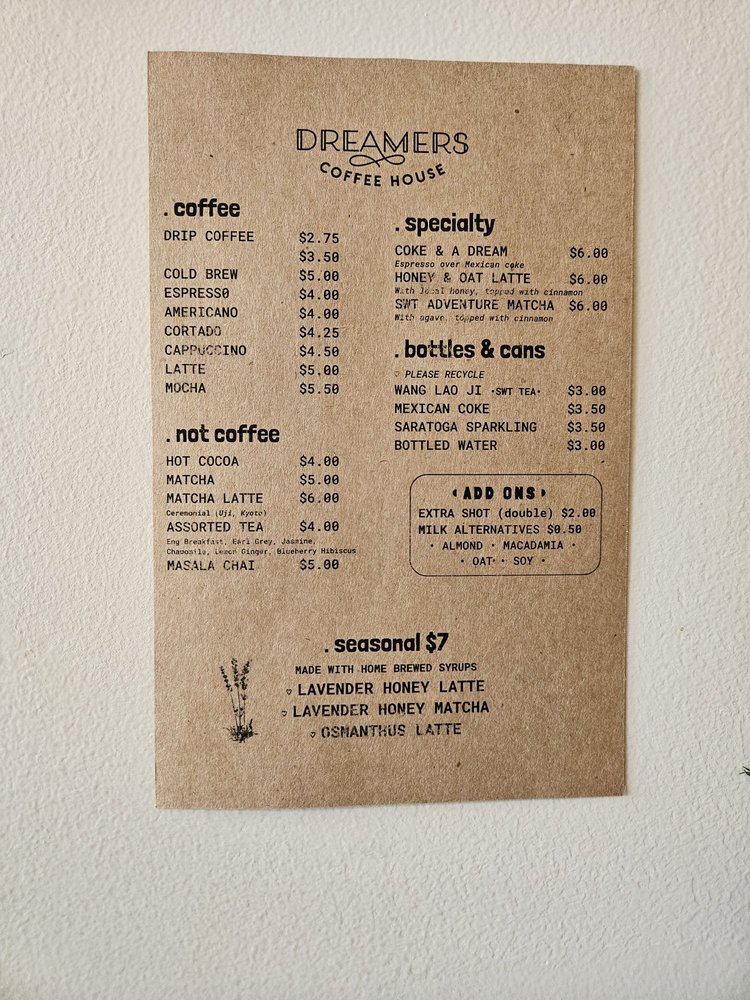 DREAMERS
COFFEE HOUSE
. coffee
DRIP COFFEE $2.75
$3.50
COLD BREW $5.00
ESPRESSO $4.00
AMERICANO $4.00
CORTADO $4.25
CAPPUCCINO $4.50
LATTE $5.00
MOCHA $5.50
. not coffee
HOT COCOA $4.00
MATCHA $5.00
MATCHA LATTE $6.00
Ceremonial (Uji, Kyoto)
ASSORTED TEA $4.00
Eng Breakfast, Earl Grey, Jasmine,
Chamomile, Lemon Ginger, Blueberry Hibiscus
MASALA CHAI $5.00
. specialty
COKE & A DREAM $6.00
Espresso over Mexican coke
HONEY & OAT LATTE $6.00
With local honey, topped with cinnamon
SWT ADVENTURE MATCHA $6.00
With agave, topped with cinnamon
. bottles & cans
♡ PLEASE RECYCLE
WANG LAO JI •SWT TEA• $3.00
MEXICAN COKE $3.50
SARATOGA SPARKLING $3.50
BOTTLED WATER $3.00
ADD ONS
EXTRA SHOT (double) $2.00
MILK ALTERNATIVES $0.50
• ALMOND • MACADAMIA •
• OAT • • SOY •
. seasonal $7
MADE WITH HOME BREWED SYRUPS
♡ LAVENDER HONEY LATTE
♡ LAVENDER HONEY MATCHA
♡ OSMANTHUS LATTE